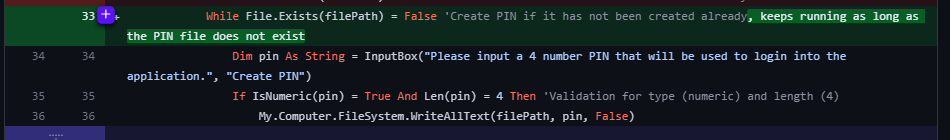 33 + While File.Exists(filePath) = False 'Create PIN if it has not been created already, keeps running as long as
the PIN file does not exist
34 34 Dim pin As String = InputBox("Please input a 4 number PIN that will be used to login into the
application.", "Create PIN")
35 35 If IsNumeric(pin) = True And Len(pin) = 4 Then 'Validation for type (numeric) and length (4)
36 36 My.Computer.FileSystem.WriteAllText(filePath, pin, False)